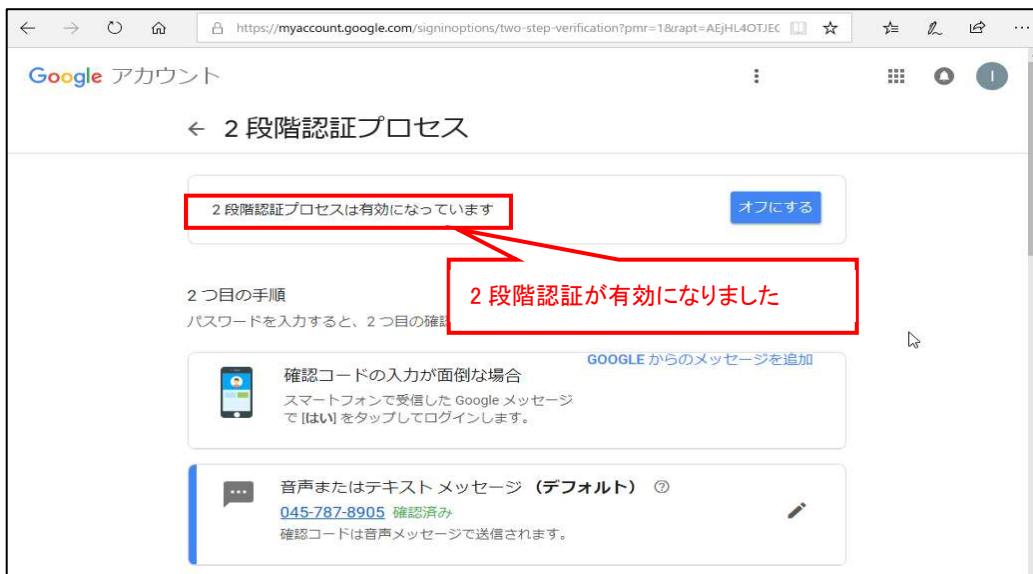 https://myaccount.google.com/signinoptions/two-step-verification?pmr=1&rapt=AEjHL4OTJEC
Google アカウント
I
2 段階認証プロセス
2 段階認証プロセスは有効になっています
オフにする
2 段階認証が有効になりました
2 つ目の手順
パスワードを入力すると、2 つ目の確認
GOOGLE からのメッセージを追加
確認コードの入力が面倒な場合
スマートフォンで受信した Google メッセージ
で [はい] をタップしてログインします。
音声またはテキスト メッセージ (デフォルト)
045-787-8905 確認済み
確認コードは音声メッセージで送信されます。